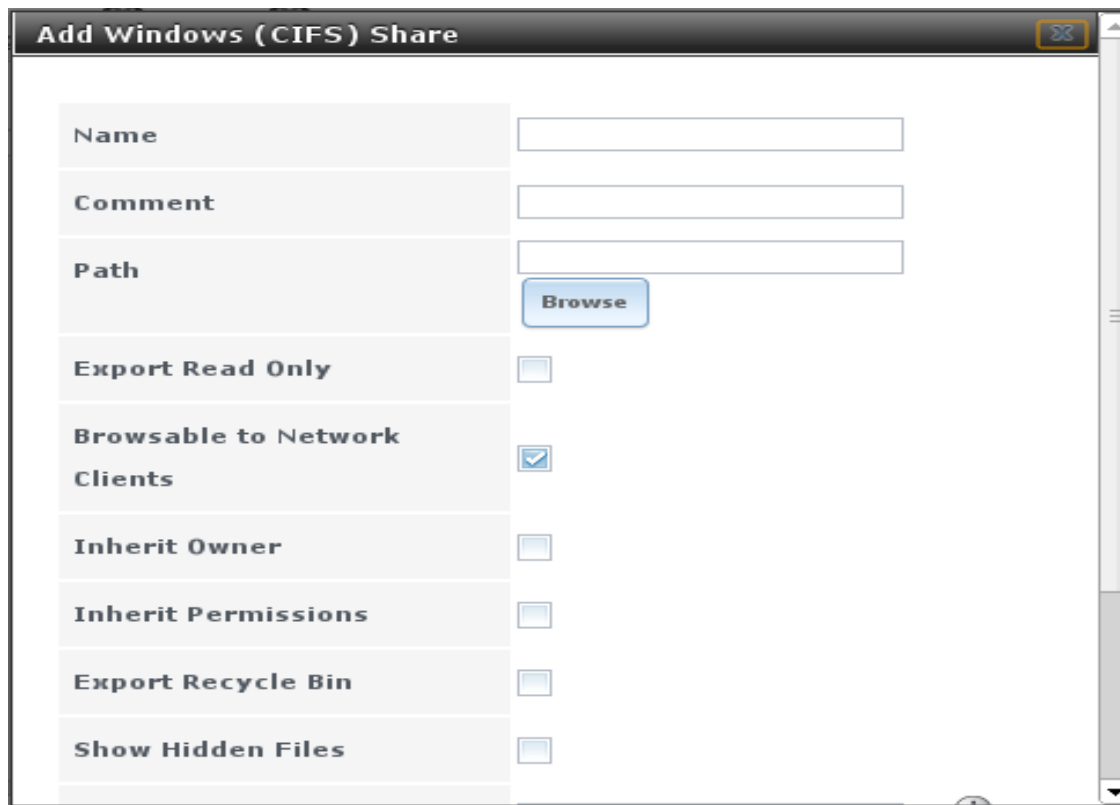 Add Windows (CIFS) Share
Name
Comment
Path
Browse
Export Read Only
Browsable to Network
Clients
Inherit Owner
Inherit Permissions
Export Recycle Bin
Show Hidden Files